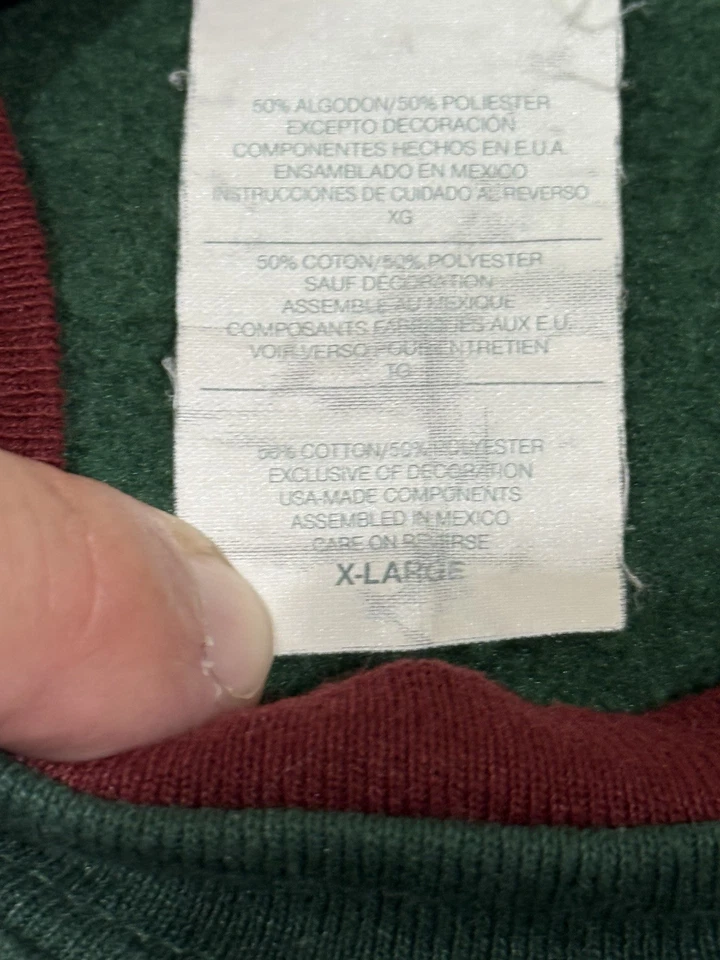 50% ALGODON/50% POLIESTER
EXCEPTO DECORACIÓN
COMPONENTES HECHOS EN E.U.A.
ENSAMBLADO EN MEXICO
INSTRUCCIONES DE CUIDADO AL REVERSO
XG
50% COTON/50% POLYESTER
SAUF DÉCORATION
ASSEMBLE AU MEXIQUE
COMPOSANTS FABRIQUES AUX E.U.
VOIR VERSO POUR ENTRETIEN
TG
50% COTTON/50% POLYESTER
EXCLUSIVE OF DECORATION
USA-MADE COMPONENTS
ASSEMBLED IN MEXICO
CARE ON REVERSE
X-LARGE